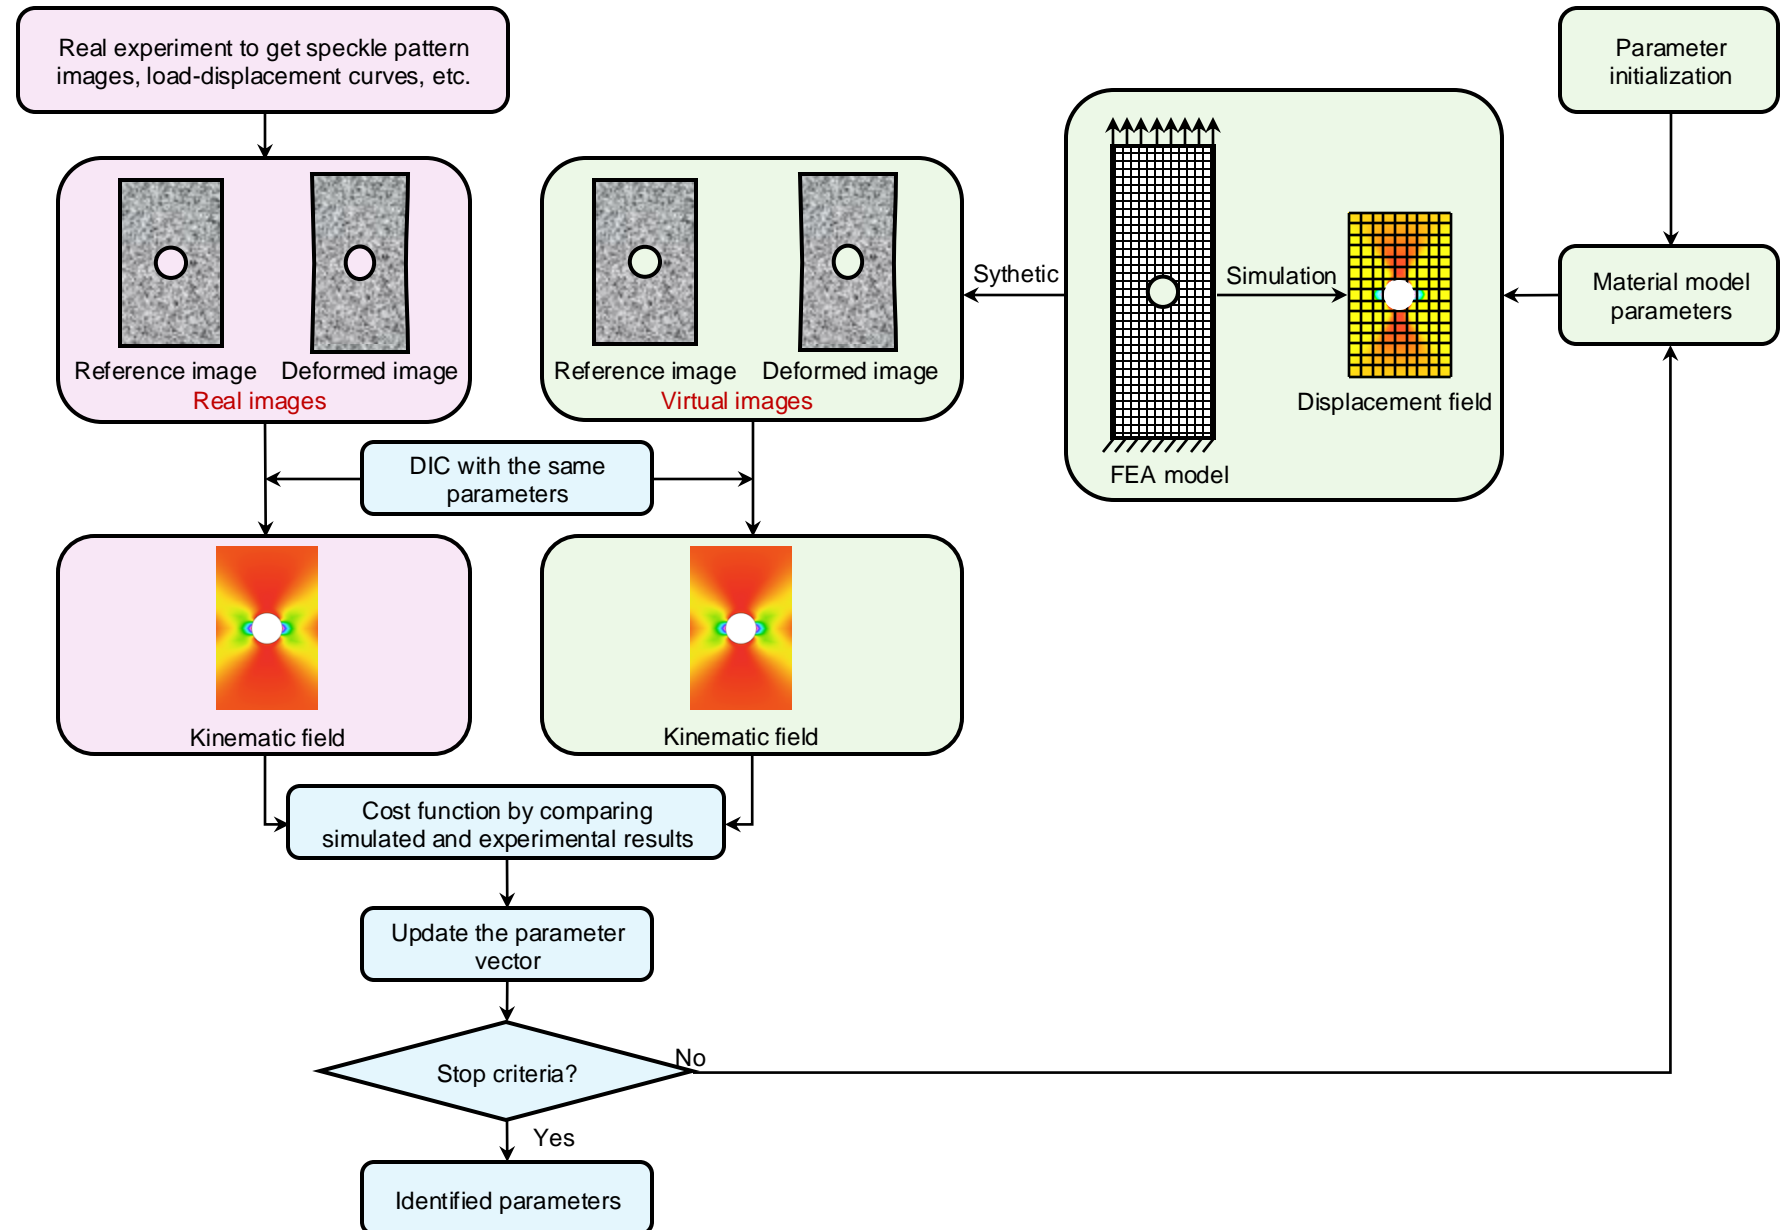 Real experiment to get speckle pattern
images, load-displacement curves, etc.
Parameter
initialization
Reference image
Deformed image
Real images
Reference image
Deformed image
Virtual images
Sythetic
Simulation
Displacement field
FEA model
Material model
parameters
DIC with the same
parameters
Kinematic field
Kinematic field
Cost function by comparing
simulated and experimental results
Update the parameter
vector
Stop criteria?
No
Yes
Identified parameters